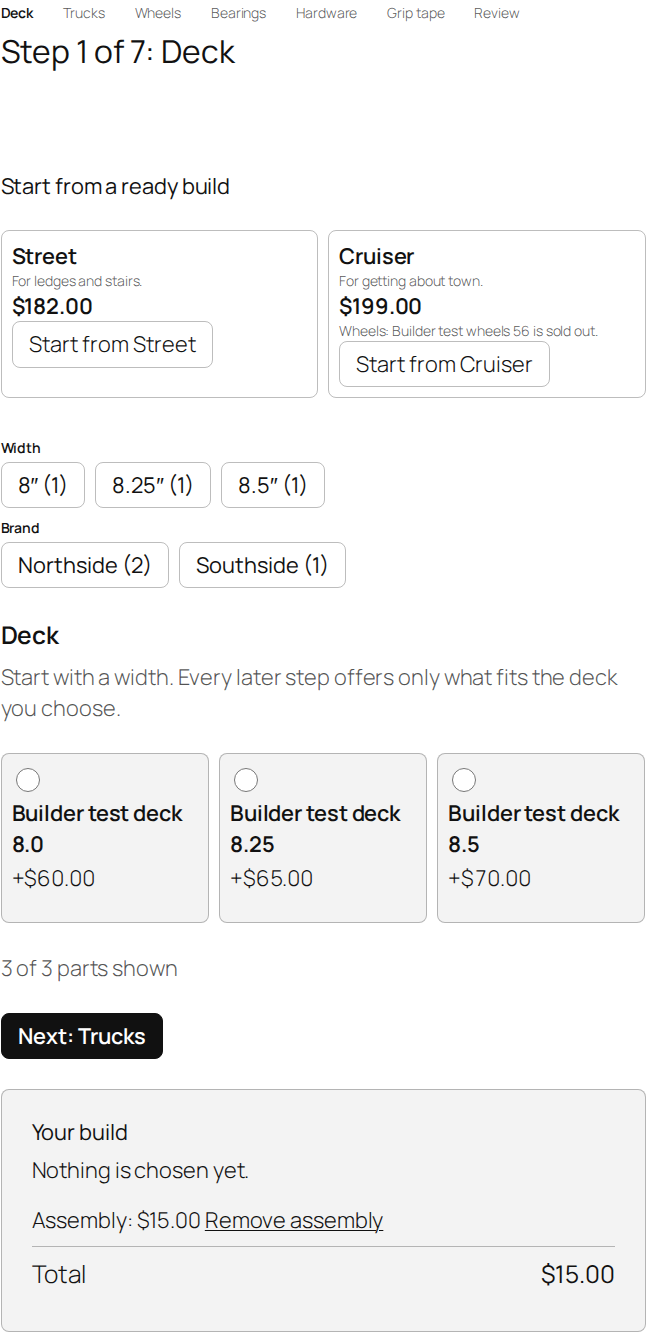 Deck Trucks Wheels Bearings Hardware Grip tape Review
Step 1 of 7: Deck
Start from a ready build
Street
For ledges and stairs.
$182.00
Start from Street
Cruiser
For getting about town.
$199.00
Wheels: Builder test wheels 56 is sold out.
Start from Cruiser
Width
8″ (1) 8.25″ (1) 8.5″ (1)
Brand
Northside (2) Southside (1)
Deck
Start with a width. Every later step offers only what fits the deck
you choose.
Builder test deck
8.0
+$60.00
Builder test deck
8.25
+$65.00
Builder test deck
8.5
+$70.00
3 of 3 parts shown
Next: Trucks
Your build
Nothing is chosen yet.
Assembly: $15.00 Remove assembly
Total $15.00